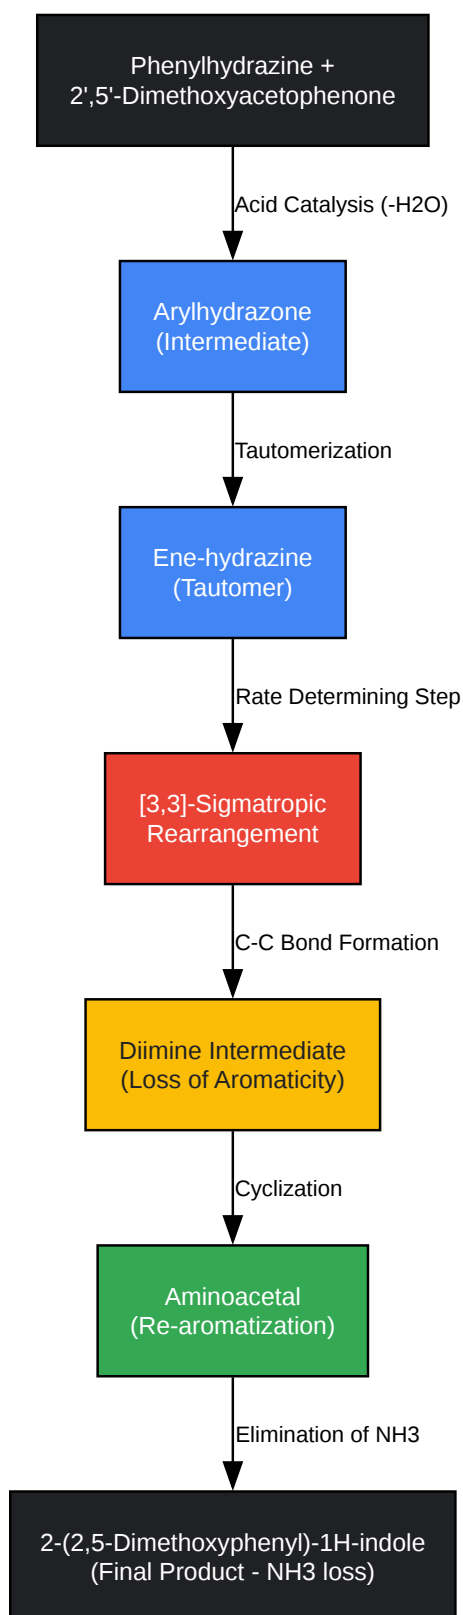 Phenylhydrazine +
2',5'-Dimethoxyacetophenone
Acid Catalysis (-H2O)
Arylhydrazone
(Intermediate)
Tautomerization
Ene-hydrazine
(Tautomer)
Rate Determining Step
[3,3]-Sigmatropic
Rearrangement
C-C Bond Formation
Diimine Intermediate
(Loss of Aromaticity)
Cyclization
Aminoacetal
(Re-aromatization)
Elimination of NH3
2-(2,5-Dimethoxyphenyl)-1H-indole
(Final Product - NH3 loss)